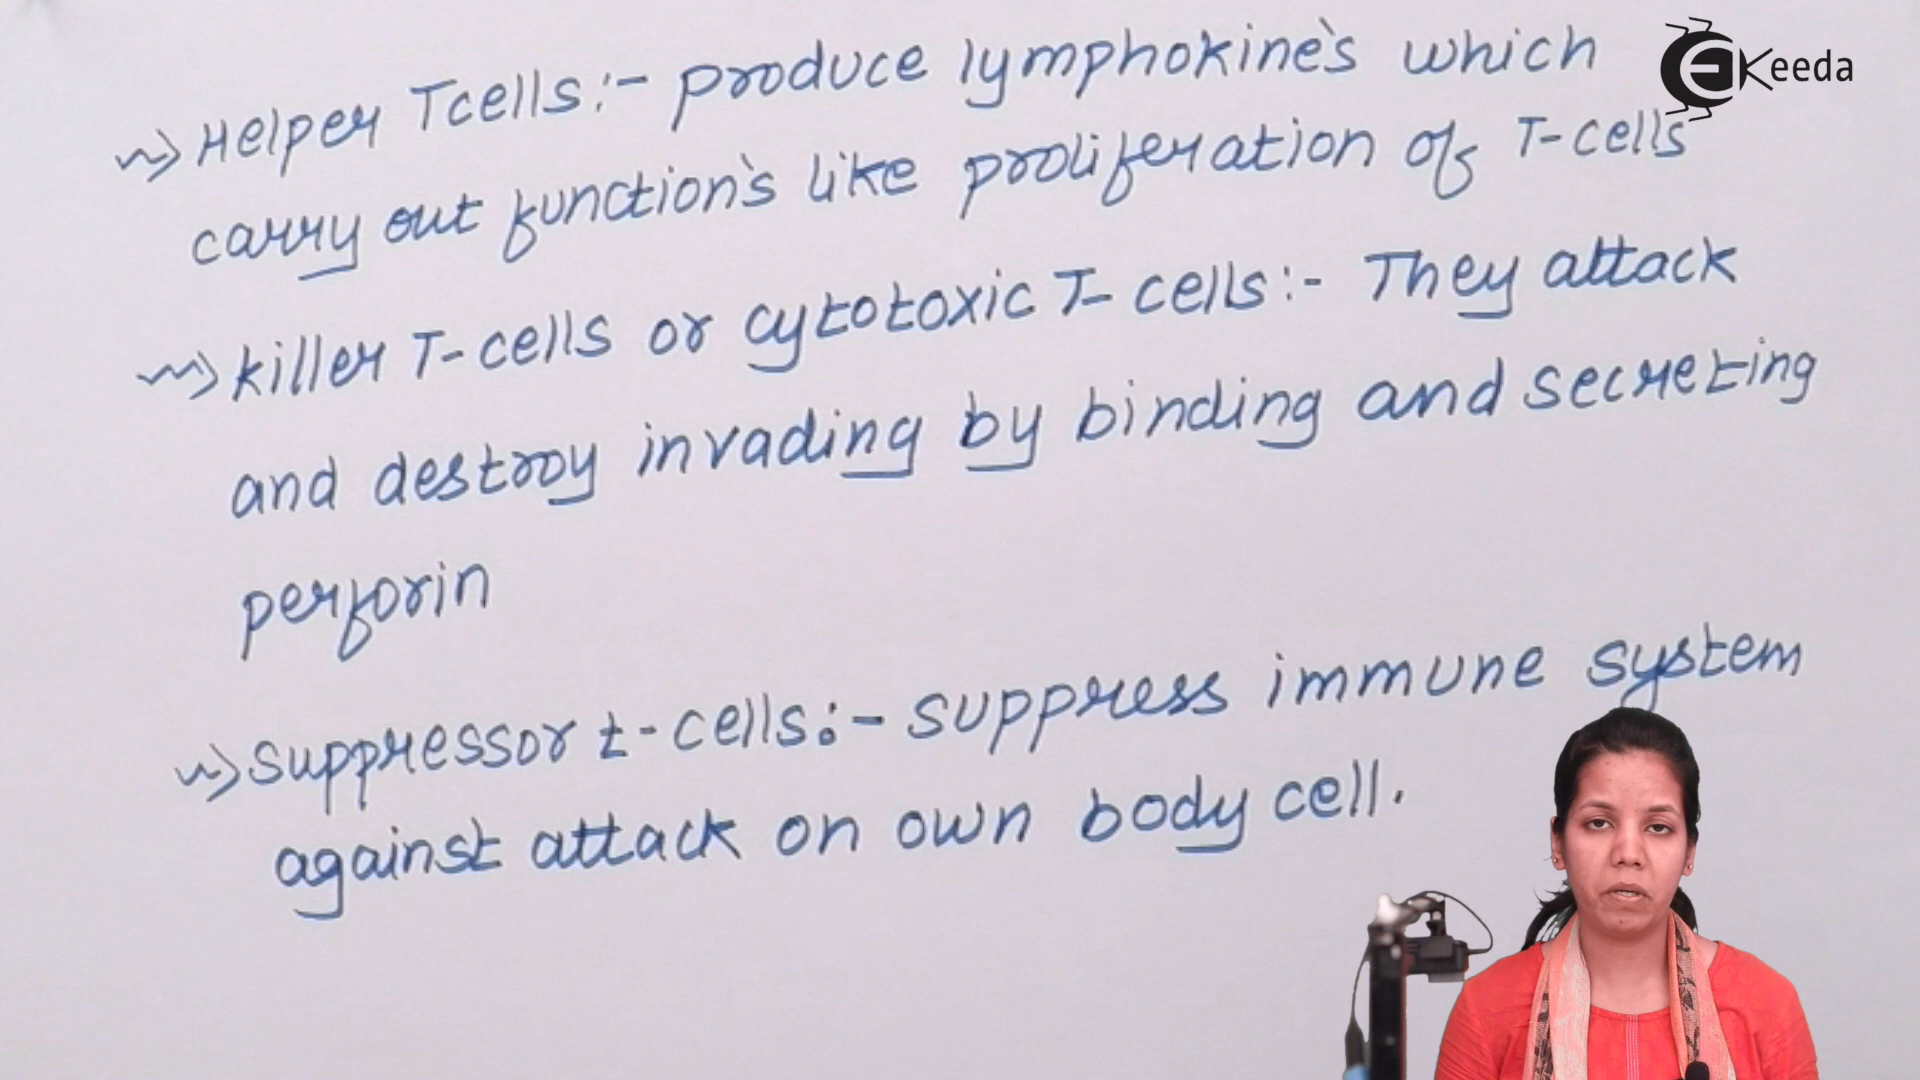 Helper Tcells:- produce lymphokine's which
carry out function's like proliferation of T-cells
killer T-cells or cytotoxic T-cells:- They attack
and destroy invading by binding and secreting
perforin
Suppressor t-cells:- suppress immune system
against attack on own body cell.
EKeeda